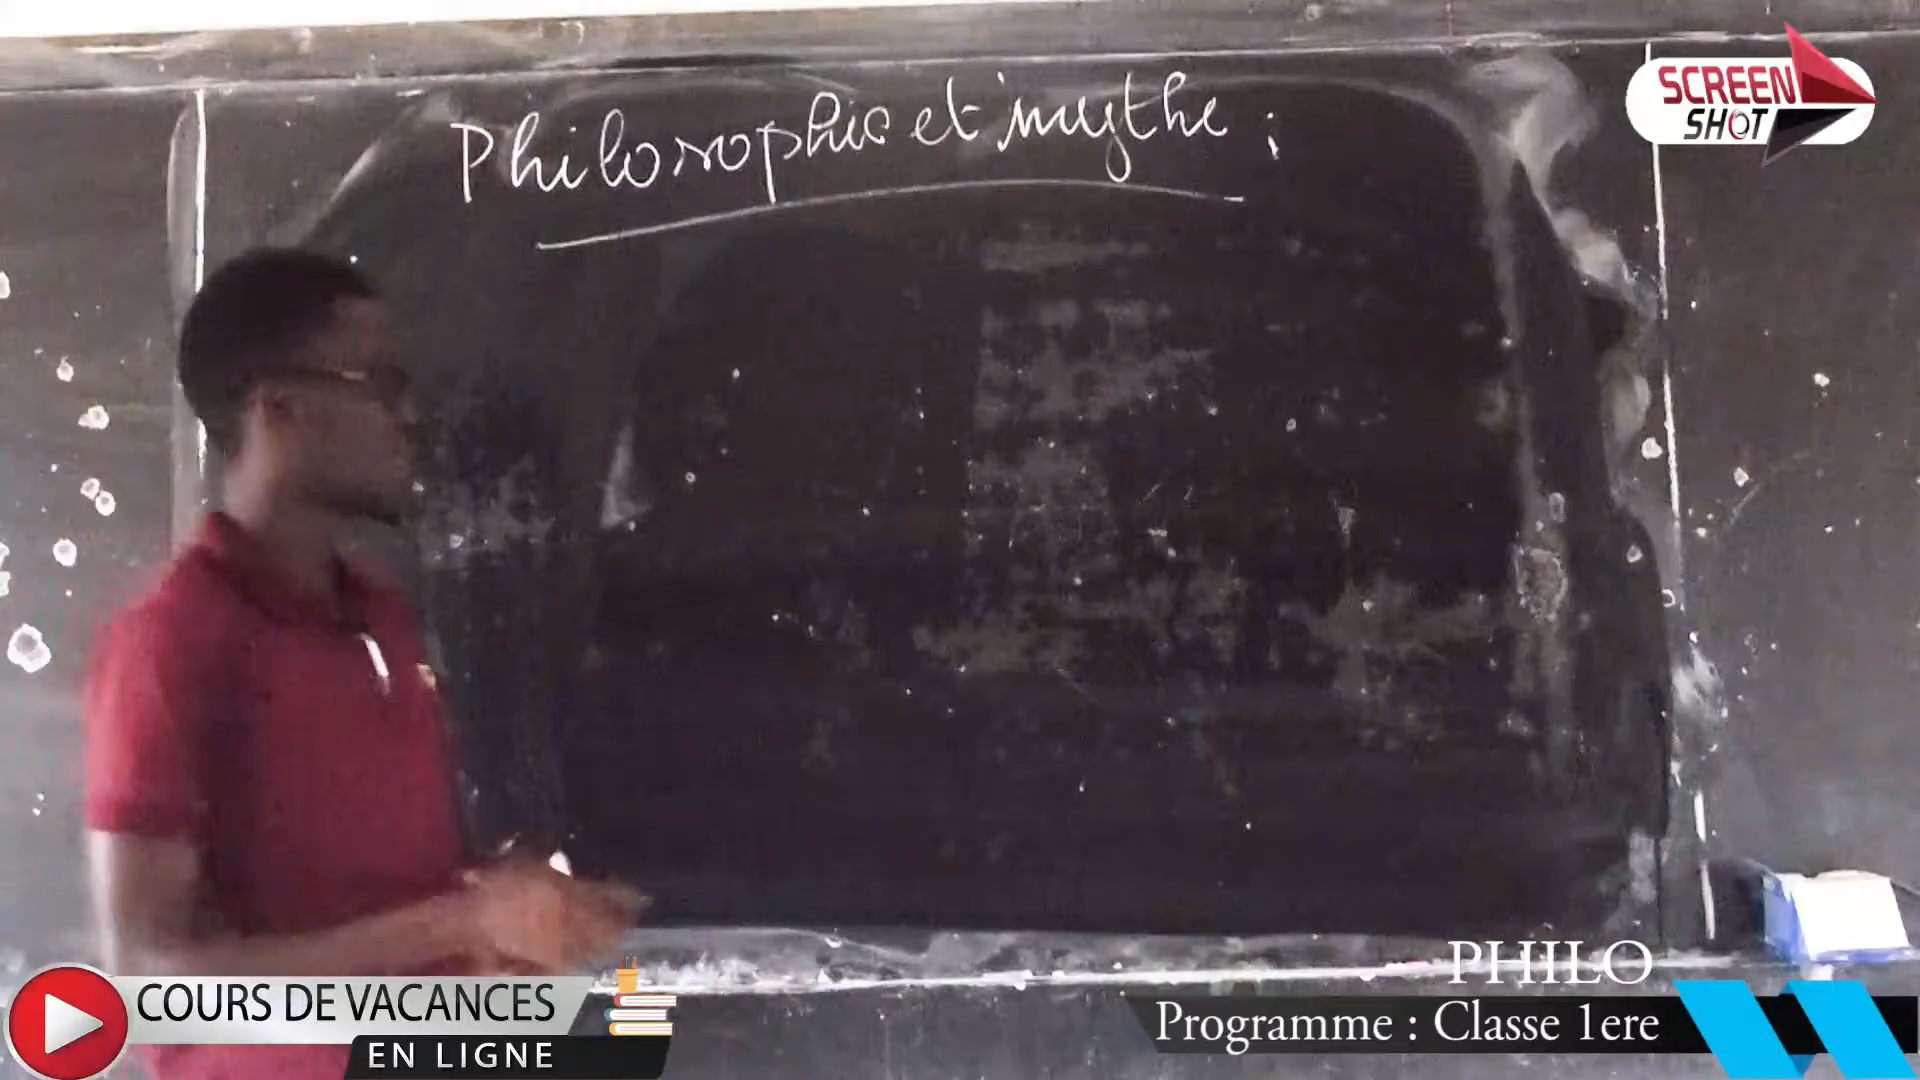 Philosophie et mythe :
SCREEN
SHOT
PHILO
Programme : Classe 1ere
COURS DE VACANCES
EN LIGNE